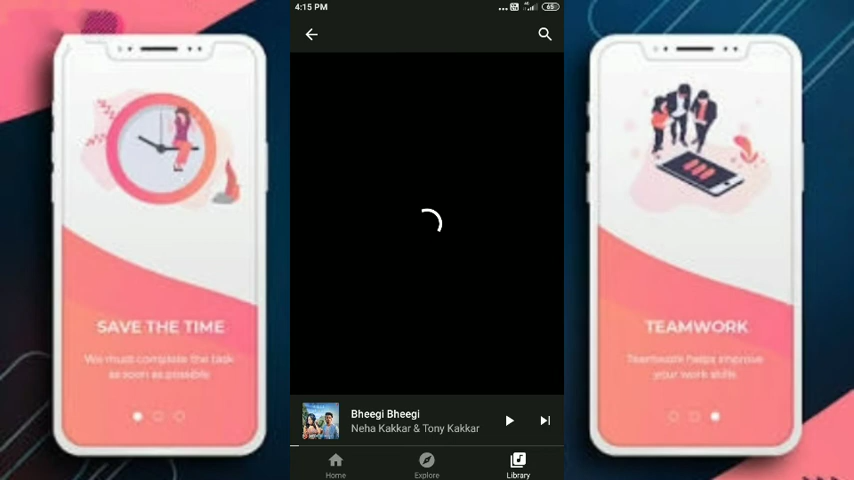 SAVE THE TIME
We must complete the task
as soon as possible
4:15 PM
65
Bheegi Bheegi
Neha Kakkar & Tony Kakkar
Home
Explore
Library
TEAMWORK
Teamwork helps improve
your work skills